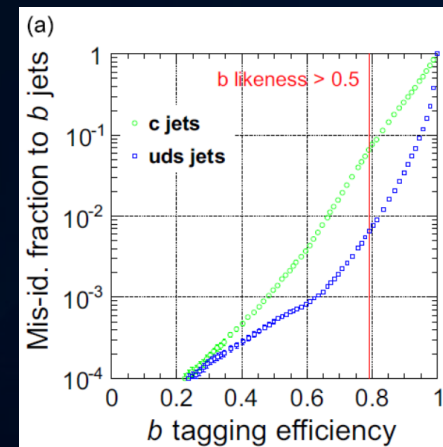 (a)
Mis-id. fraction to b jets
1
10⁻¹
10⁻²
10⁻³
10⁻⁴
b likeness > 0.5
c jets
uds jets
0 0.2 0.4 0.6 0.8 1
b tagging efficiency